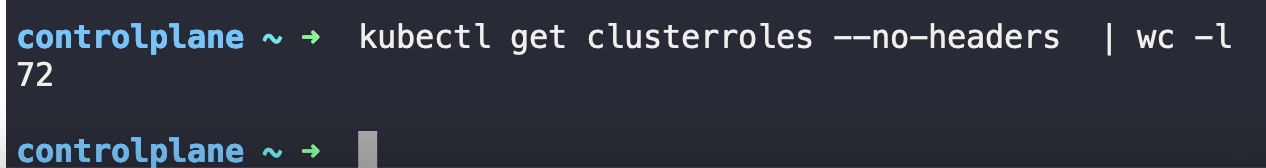 controlplane ~ ➜  kubectl get clusterroles --no-headers  | wc -l
72
controlplane ~ ➜